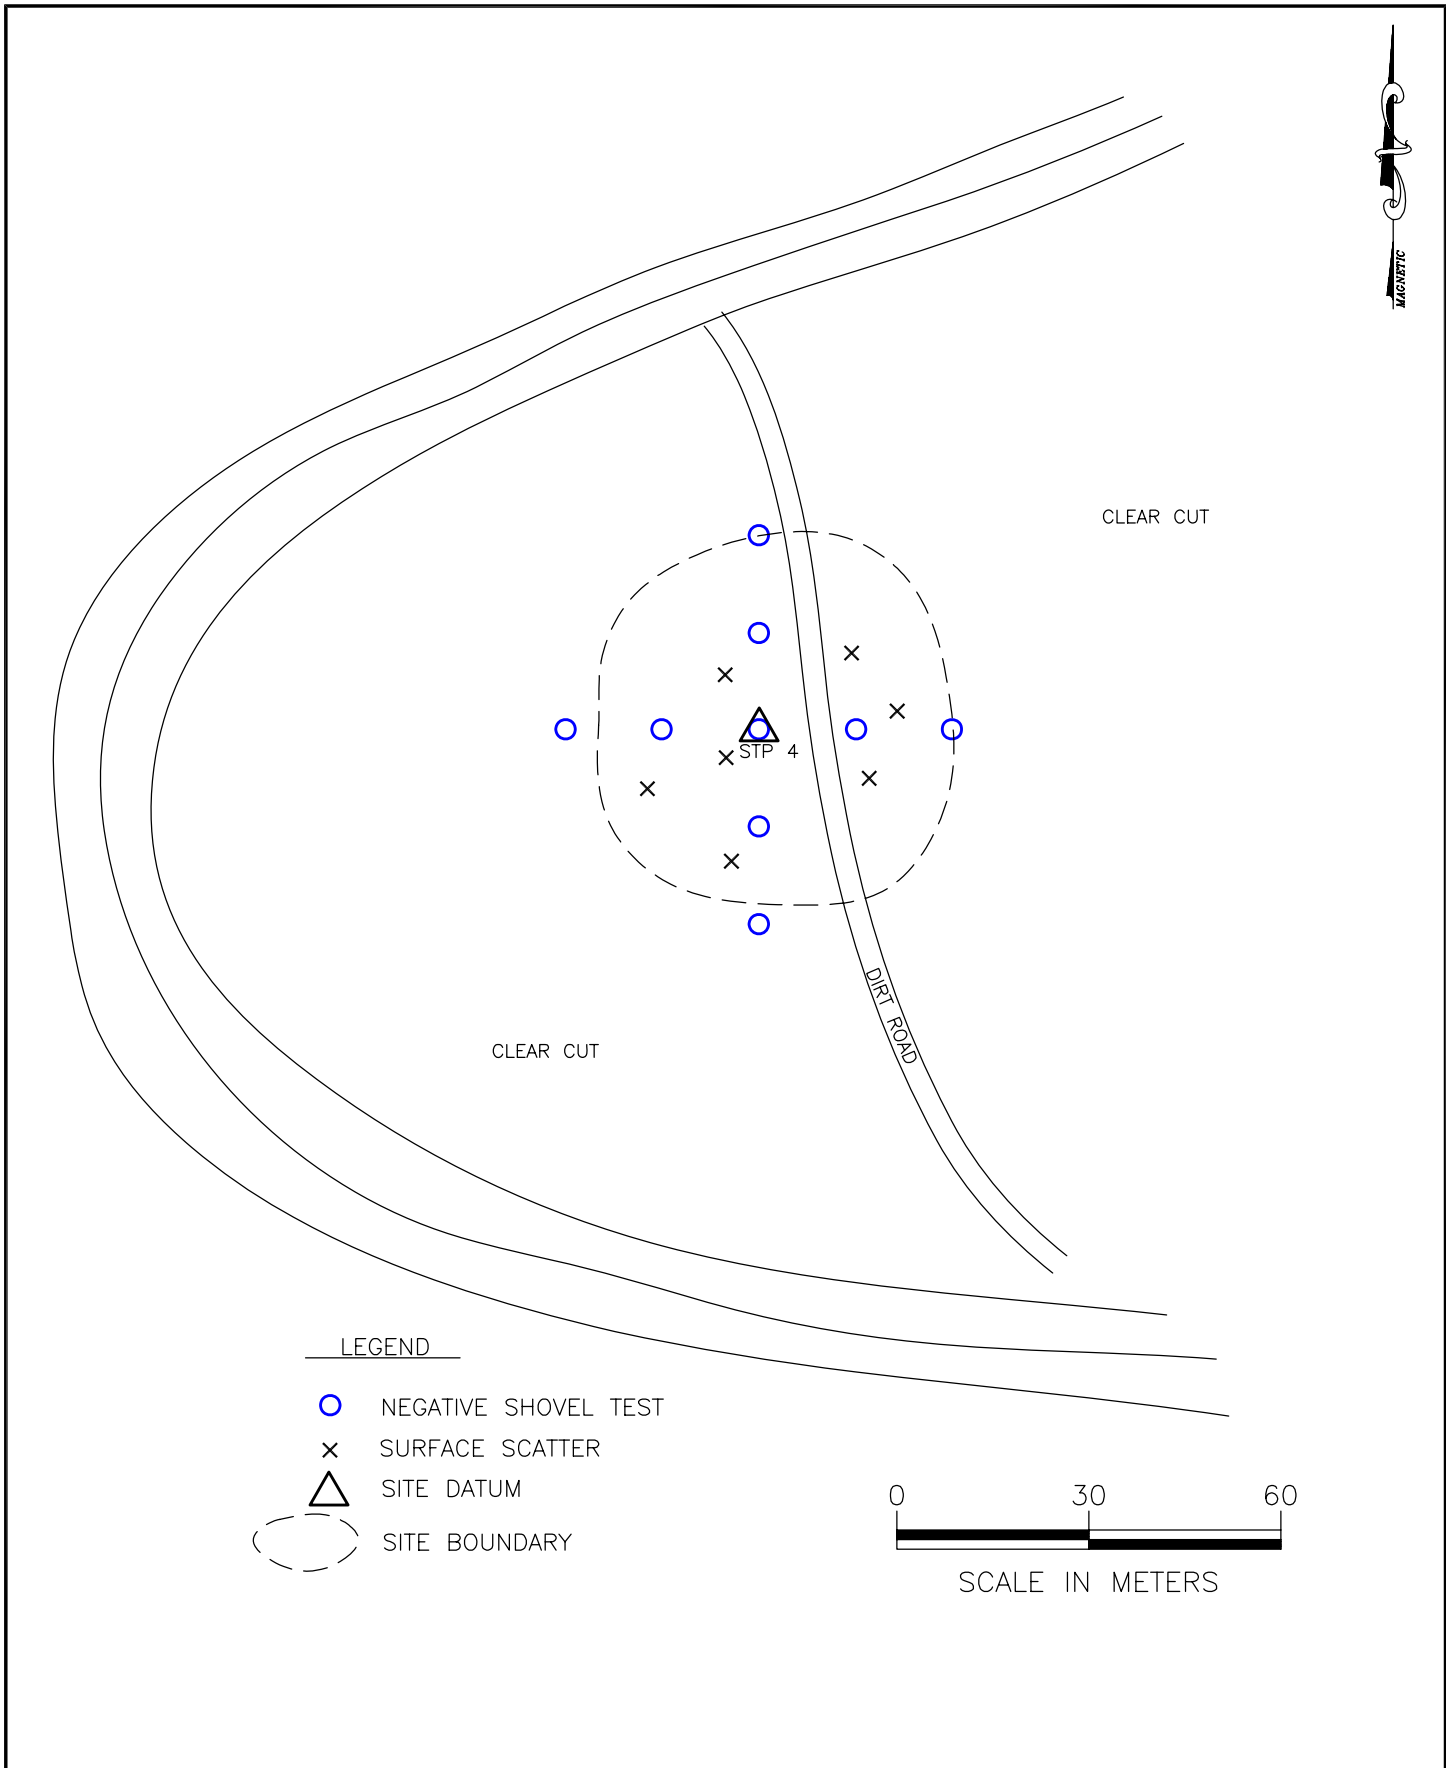 MAGNETIC
CLEAR CUT
STP 4
DIRT ROAD
CLEAR CUT
LEGEND
NEGATIVE SHOVEL TEST
SURFACE SCATTER
SITE DATUM
SITE BOUNDARY
0 30 60
SCALE IN METERS